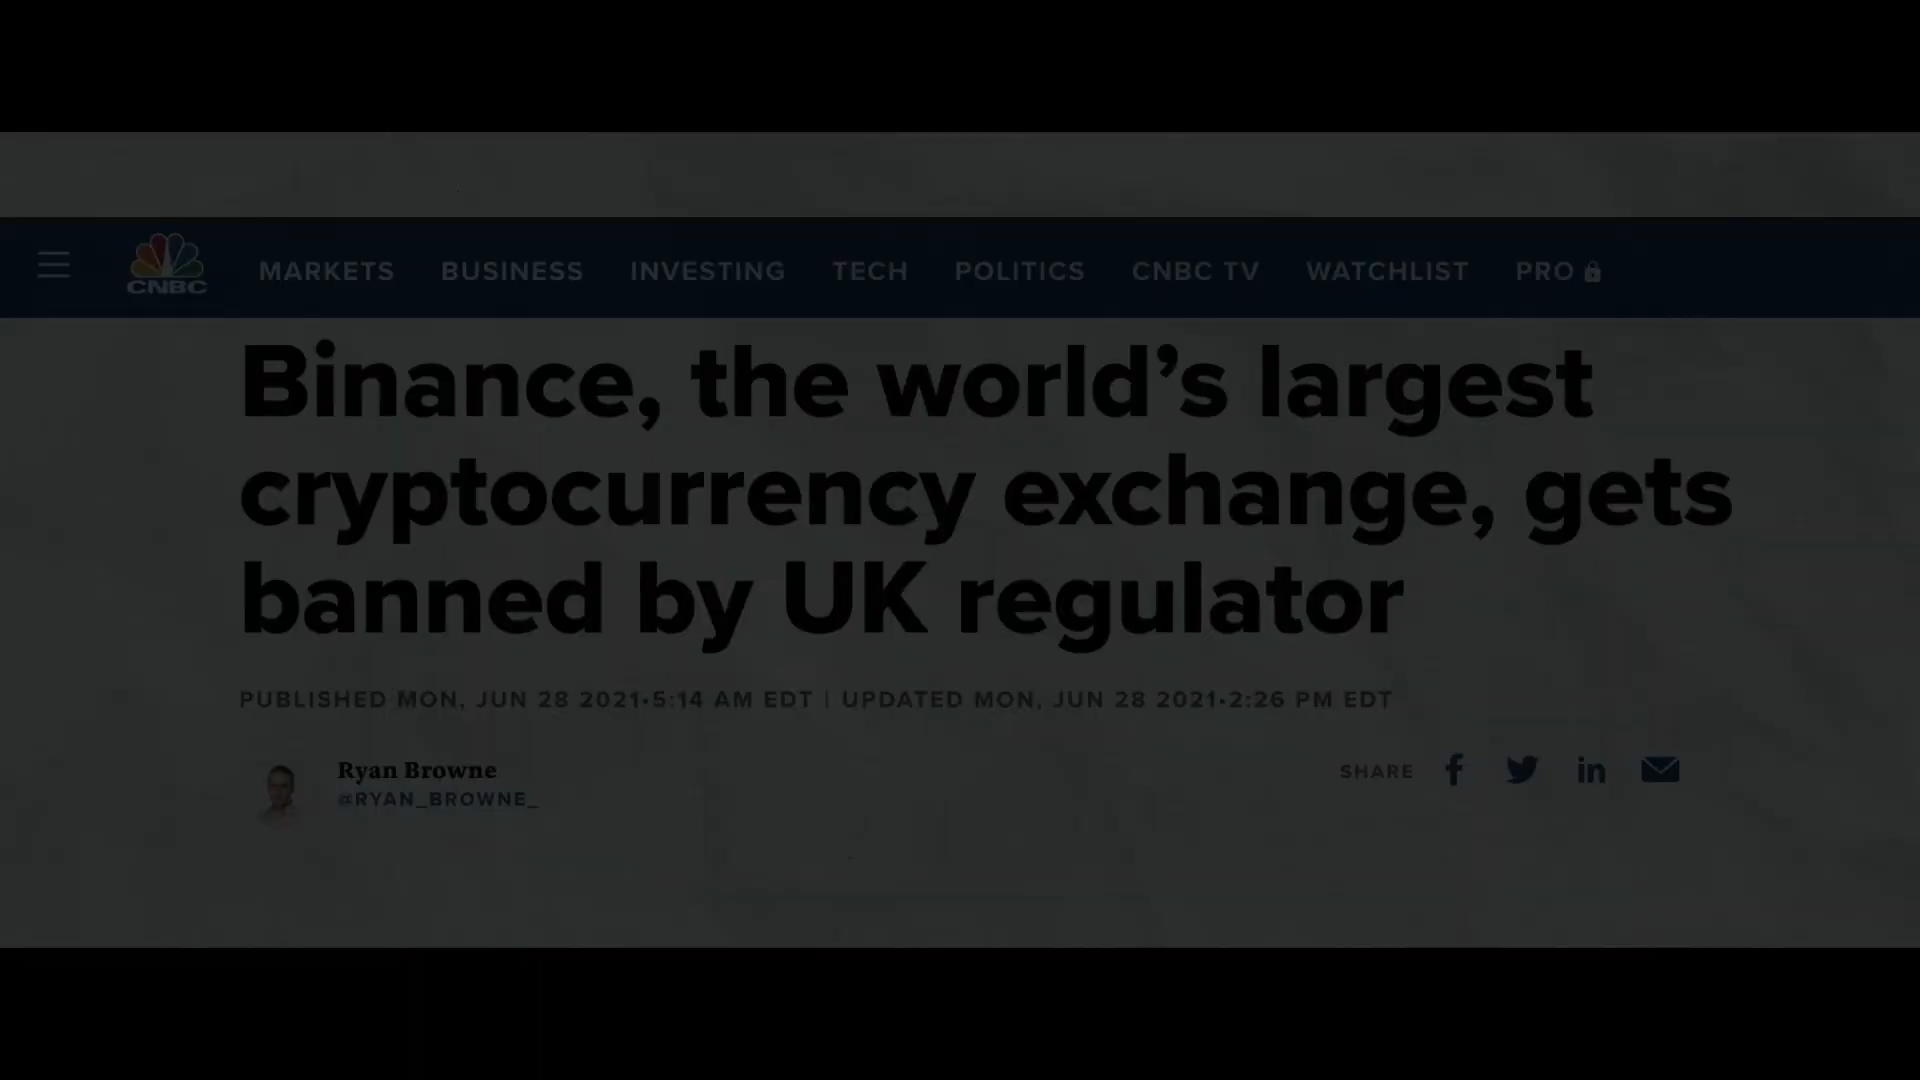 CNBC
MARKETS BUSINESS INVESTING TECH POLITICS CNBC TV WATCHLIST PRO
Binance, the world’s largest
cryptocurrency exchange, gets
banned by UK regulator
PUBLISHED MON, JUN 28 2021•5:14 AM EDT | UPDATED MON, JUN 28 2021•2:26 PM EDT
Ryan Browne
@RYAN_BROWNE_
SHARE f in